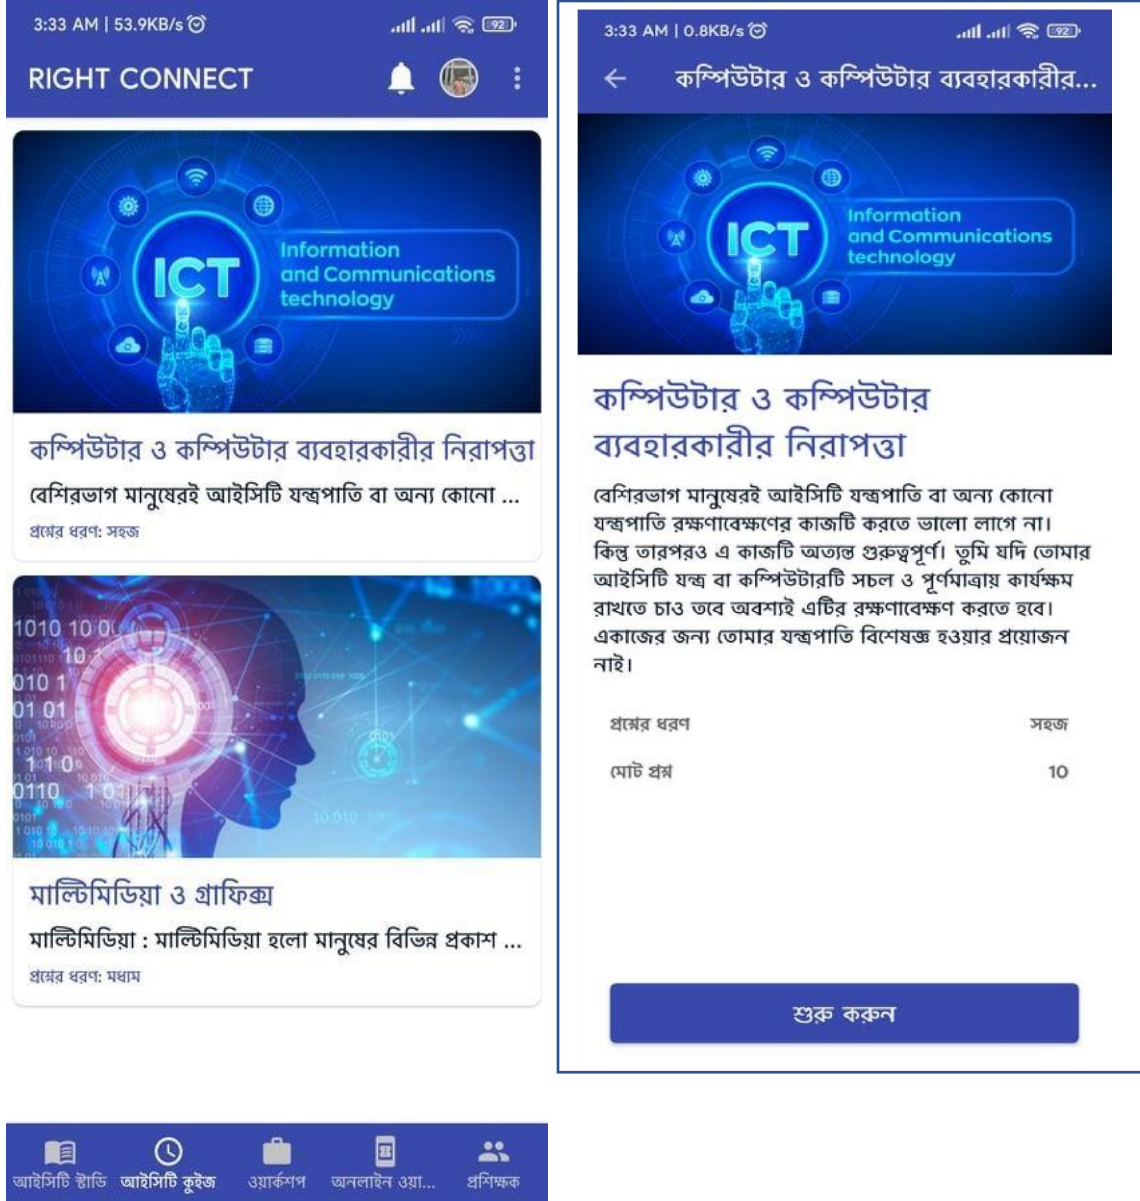 3:33 AM | 53.9KB/s
92
RIGHT CONNECT
ICT
Information
and Communications
technology
কম্পিউটার ও কম্পিউটার ব্যবহারকারীর নিরাপত্তা
বেশিরভাগ মানুষেরই আইসিটি যন্ত্রপাতি বা অন্য কোনো ...
প্রশ্নের ধরণ: সহজ
মাল্টিমিডিয়া ও গ্রাফিক্স
মাল্টিমিডিয়া : মাল্টিমিডিয়া হলো মানুষের বিভিন্ন প্রকাশ ...
প্রশ্নের ধরণ: মধ্যম
আইসিটি স্টাডি
আইসিটি কুইজ
ওয়ার্কশপ
অনলাইন ওয়া...
প্রশিক্ষক
3:33 AM | 0.8KB/s
92
কম্পিউটার ও কম্পিউটার ব্যবহারকারীর...
ICT
Information
and Communications
technology
কম্পিউটার ও কম্পিউটার
ব্যবহারকারীর নিরাপত্তা
বেশিরভাগ মানুষেরই আইসিটি যন্ত্রপাতি বা অন্য কোনো
যন্ত্রপাতি রক্ষণাবেক্ষণের কাজটি করতে ভালো লাগে না।
কিন্তু তারপরও এ কাজটি অত্যন্ত গুরুত্বপূর্ণ। তুমি যদি তোমার
আইসিটি যন্ত্র বা কম্পিউটারটি সচল ও পূর্ণমাত্রায় কার্যক্ষম
রাখতে চাও তবে অবশ্যই এটির রক্ষণাবেক্ষণ করতে হবে।
একাজের জন্য তোমার যন্ত্রপাতি বিশেষজ্ঞ হওয়ার প্রয়োজন
নাই।
প্রশ্নের ধরণ সহজ
মোট প্রশ্ন 10
শুরু করুন